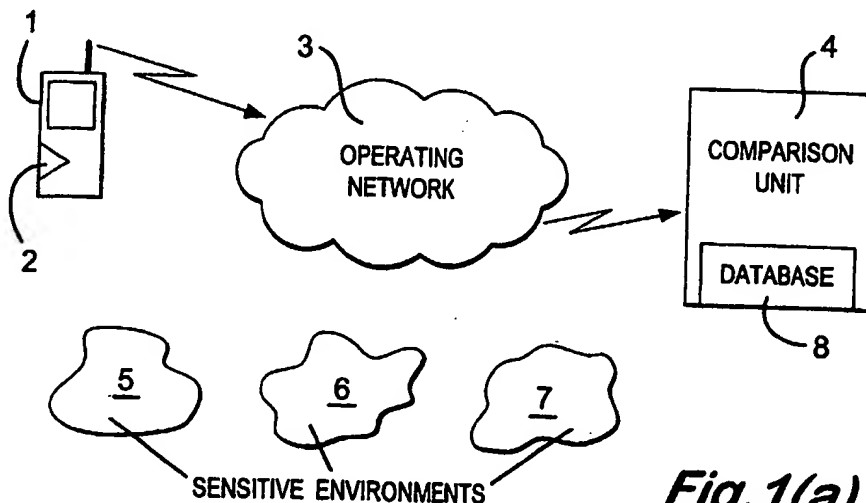 1
3
4
OPERATING
NETWORK
COMPARISON
UNIT
2
DATABASE
8
5
6
7
SENSITIVE ENVIRONMENTS
Fig.1(a)